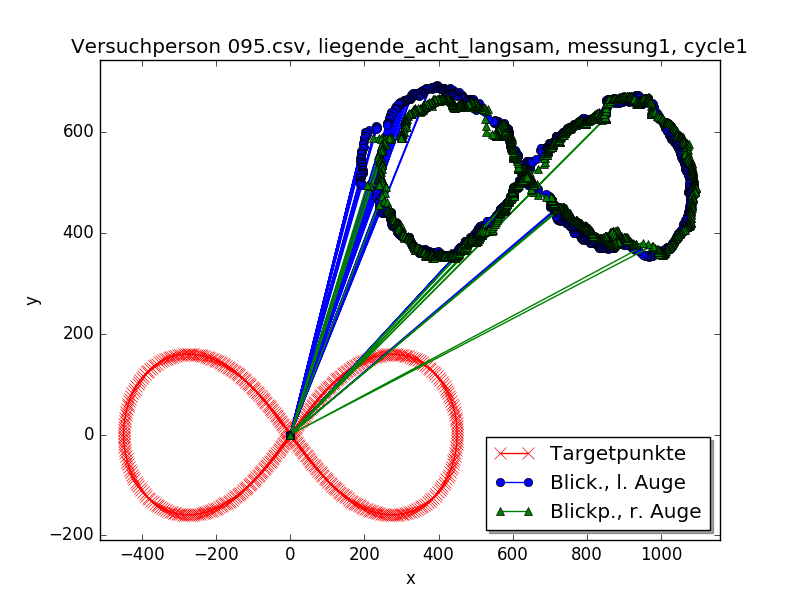 Versuchperson 095.csv, liegende_acht_langsam, messung1, cycle1
600
400
y
200
0
−200
Targetpunkte
Blick., l. Auge
Blickp., r. Auge
−400
−200
0
200
400
600
800
1000
x